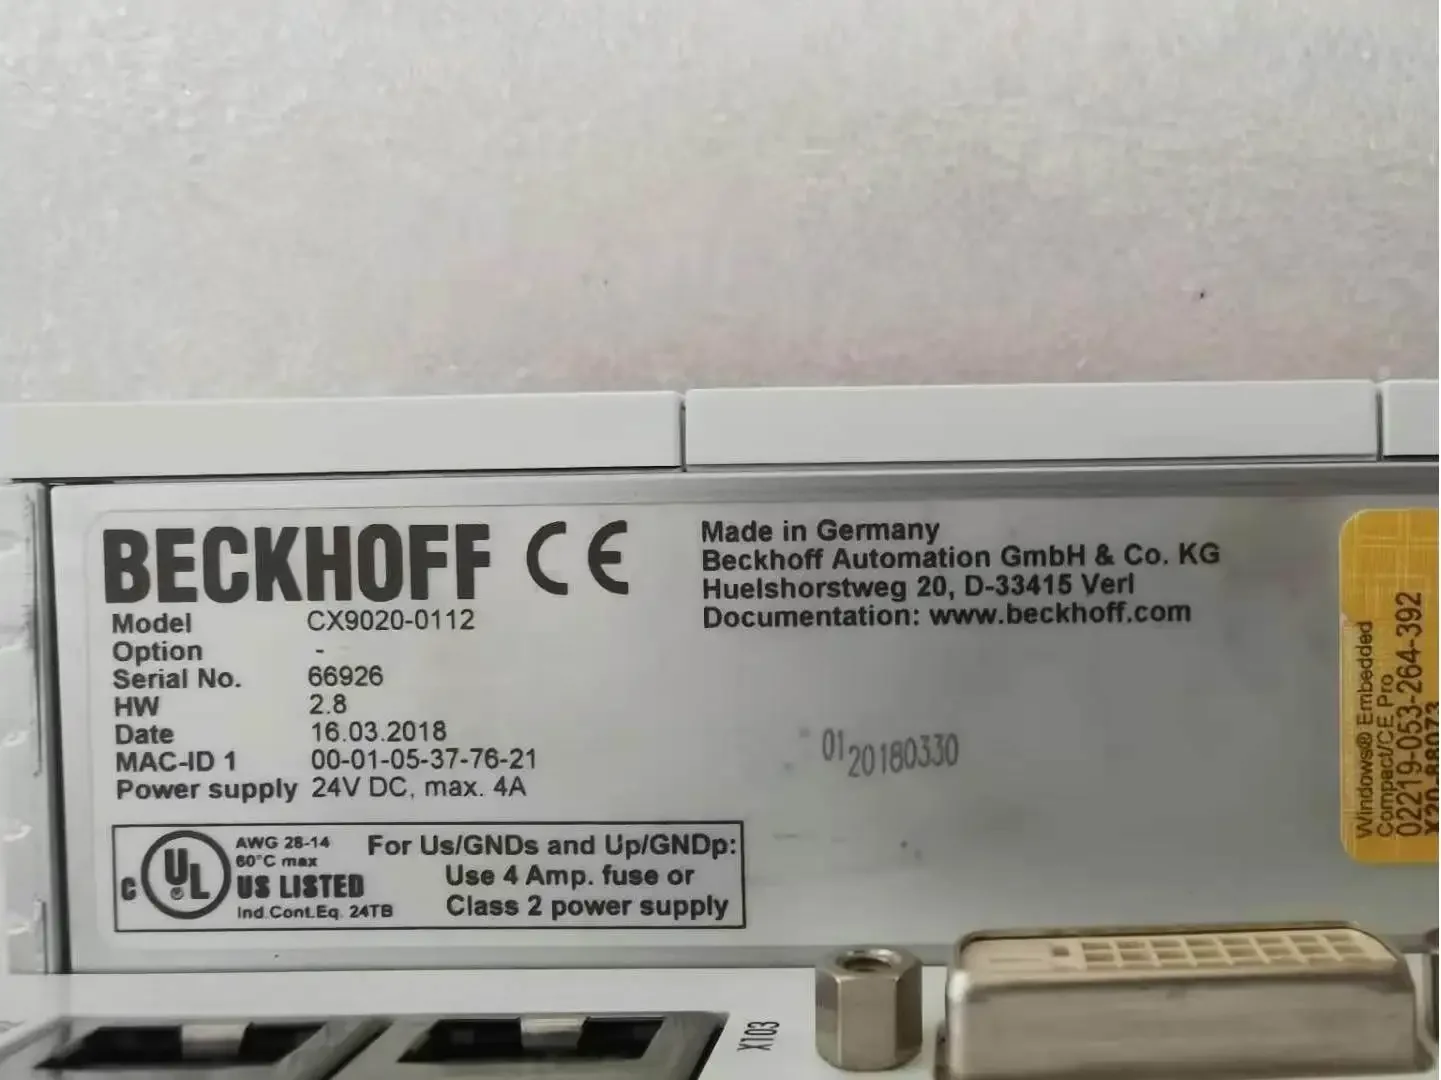 BECKHOFF CE
Made in Germany
Beckhoff Automation GmbH & Co. KG
Huelshorstweg 20, D-33415 Verl
Documentation: www.beckhoff.com
Model CX9020-0112
Option -
Serial No. 66926
HW 2.8
Date 16.03.2018
MAC-ID 1 00-01-05-37-76-21
Power supply 24V DC, max. 4A
01 20180330
C UL ® US LISTED
AWG 28-14
60°C max
Ind.Cont.Eq. 24TB
For Us/GNDs and Up/GNDp:
Use 4 Amp. fuse or
Class 2 power supply
Windows® Embedded
Compact/CE Pro
02219-053-264-392
X20-88073
X103